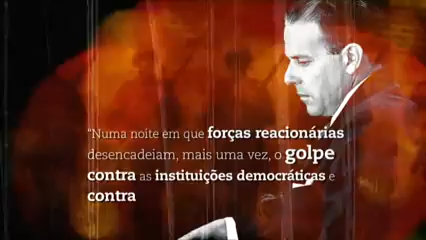 “Numa noite em que forças reacionárias
desencadeiam, mais uma vez, o golpe
contra as instituições democráticas e
contra